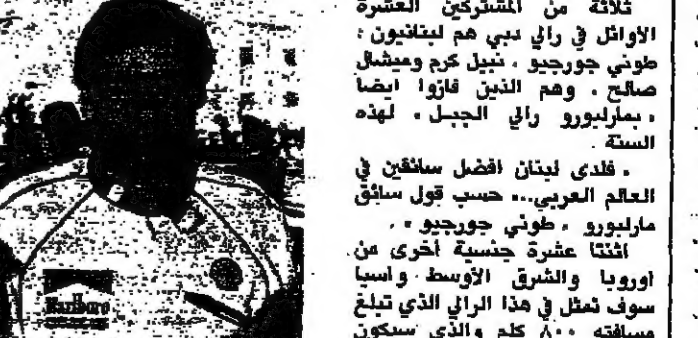 ثلاثة من المشتركين العشرة
الأوائل في رالي دبي هم لبنانيون :
طوني جورجيو ، نبيل كرم وميشال
صالح ، وهم الذين فازوا ايضا
« بمارلبورو رالي الجبل » لهذه
السنة .
« فلدى لبنان افضل سائقين في
العالم العربي... حسب قول سائق
مارلبورو « طوني جورجيو » .
اثنتا عشرة جنسية أخرى من
اوروبا والشرق الأوسط واسيا
سوف تمثل في هذا الرالي الذي تبلغ
مسافته ٨٠٠ كلم والذي سيكون
Marlboro